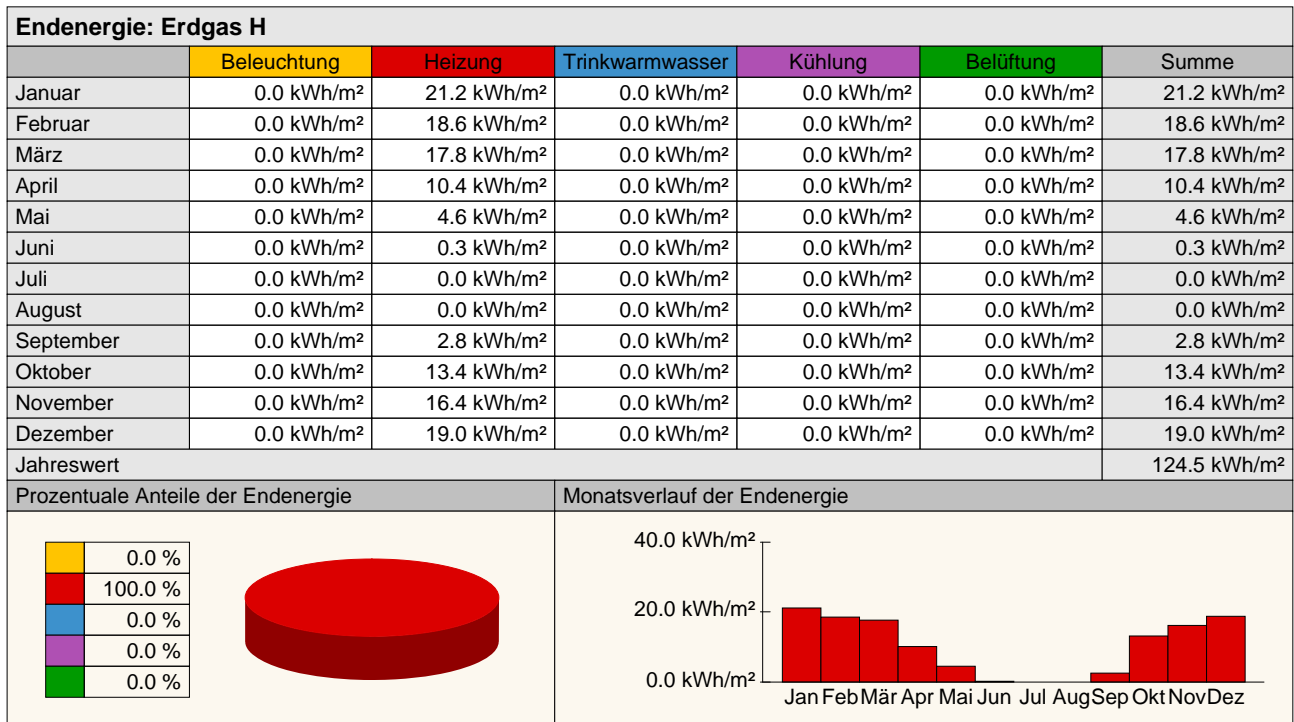 Endenergie: Erdgas H
Beleuchtung Heizung Trinkwarmwasser Kühlung Belüftung Summe
Januar 0.0 kWh/m² 21.2 kWh/m² 0.0 kWh/m² 0.0 kWh/m² 0.0 kWh/m² 21.2 kWh/m²
Februar 0.0 kWh/m² 18.6 kWh/m² 0.0 kWh/m² 0.0 kWh/m² 0.0 kWh/m² 18.6 kWh/m²
März 0.0 kWh/m² 17.8 kWh/m² 0.0 kWh/m² 0.0 kWh/m² 0.0 kWh/m² 17.8 kWh/m²
April 0.0 kWh/m² 10.4 kWh/m² 0.0 kWh/m² 0.0 kWh/m² 0.0 kWh/m² 10.4 kWh/m²
Mai 0.0 kWh/m² 4.6 kWh/m² 0.0 kWh/m² 0.0 kWh/m² 0.0 kWh/m² 4.6 kWh/m²
Juni 0.0 kWh/m² 0.3 kWh/m² 0.0 kWh/m² 0.0 kWh/m² 0.0 kWh/m² 0.3 kWh/m²
Juli 0.0 kWh/m² 0.0 kWh/m² 0.0 kWh/m² 0.0 kWh/m² 0.0 kWh/m² 0.0 kWh/m²
August 0.0 kWh/m² 0.0 kWh/m² 0.0 kWh/m² 0.0 kWh/m² 0.0 kWh/m² 0.0 kWh/m²
September 0.0 kWh/m² 2.8 kWh/m² 0.0 kWh/m² 0.0 kWh/m² 0.0 kWh/m² 2.8 kWh/m²
Oktober 0.0 kWh/m² 13.4 kWh/m² 0.0 kWh/m² 0.0 kWh/m² 0.0 kWh/m² 13.4 kWh/m²
November 0.0 kWh/m² 16.4 kWh/m² 0.0 kWh/m² 0.0 kWh/m² 0.0 kWh/m² 16.4 kWh/m²
Dezember 0.0 kWh/m² 19.0 kWh/m² 0.0 kWh/m² 0.0 kWh/m² 0.0 kWh/m² 19.0 kWh/m²
Jahreswert 124.5 kWh/m²
Prozentuale Anteile der Endenergie
0.0 %
100.0 %
0.0 %
0.0 %
0.0 %
Monatsverlauf der Endenergie
40.0 kWh/m²
20.0 kWh/m²
0.0 kWh/m²
Jan Feb Mär Apr Mai Jun Jul Aug Sep Okt Nov Dez